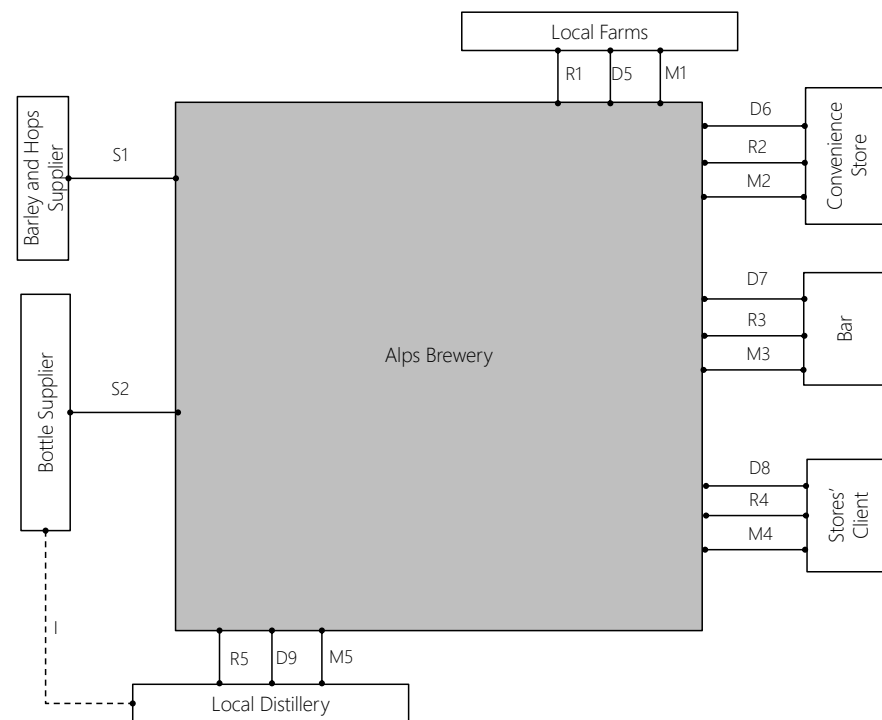 Local Farms
R1
D5
M1
Barley and Hops
Supplier
S1
D6
R2
M2
Convenience
Store
Bottle Supplier
S2
Alps Brewery
D7
R3
M3
Bar
D8
R4
M4
Stores'
Client
I
R5
D9
M5
Local Distillery